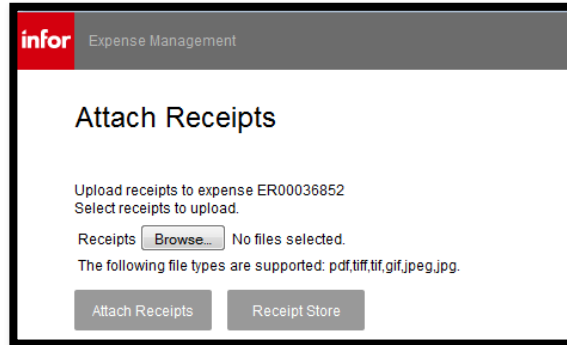 infor Expense Management
Attach Receipts
Upload receipts to expense ER00036852
Select receipts to upload.
Receipts Browse... No files selected.
The following file types are supported: pdf,tiff,tif,gif,jpeg,jpg.
Attach Receipts Receipt Store